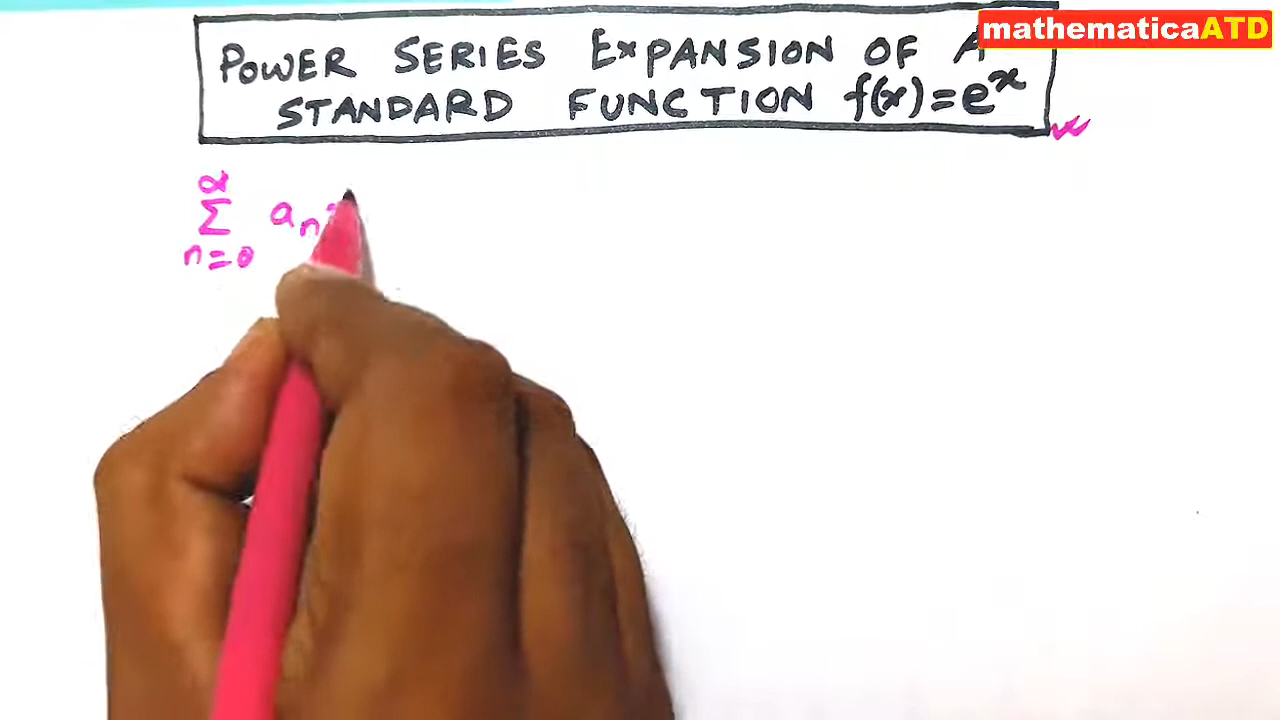 mathematicaATD
POWER SERIES EXPANSION OF A
STANDARD FUNCTION f(x)=e^x
∞
∑ a_n
n=0